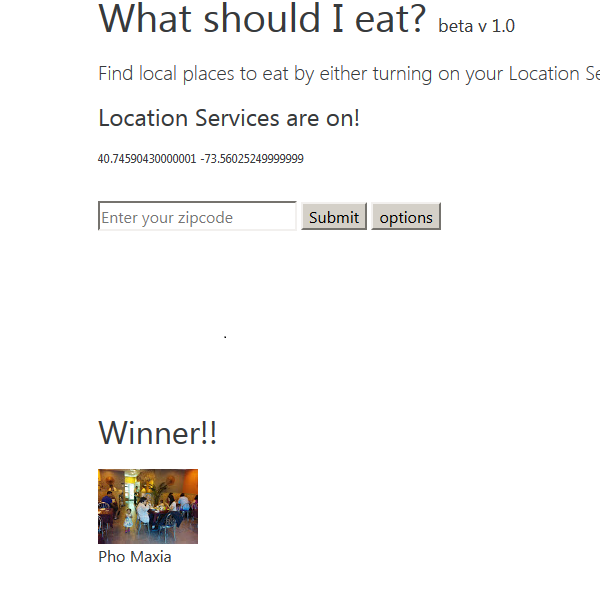 What should I eat? beta v 1.0
Find local places to eat by either turning on your Location Se
Location Services are on!
40.74590430000001 -73.56025249999999
Enter your zipcode Submit options
.
Winner!!
Pho Maxia